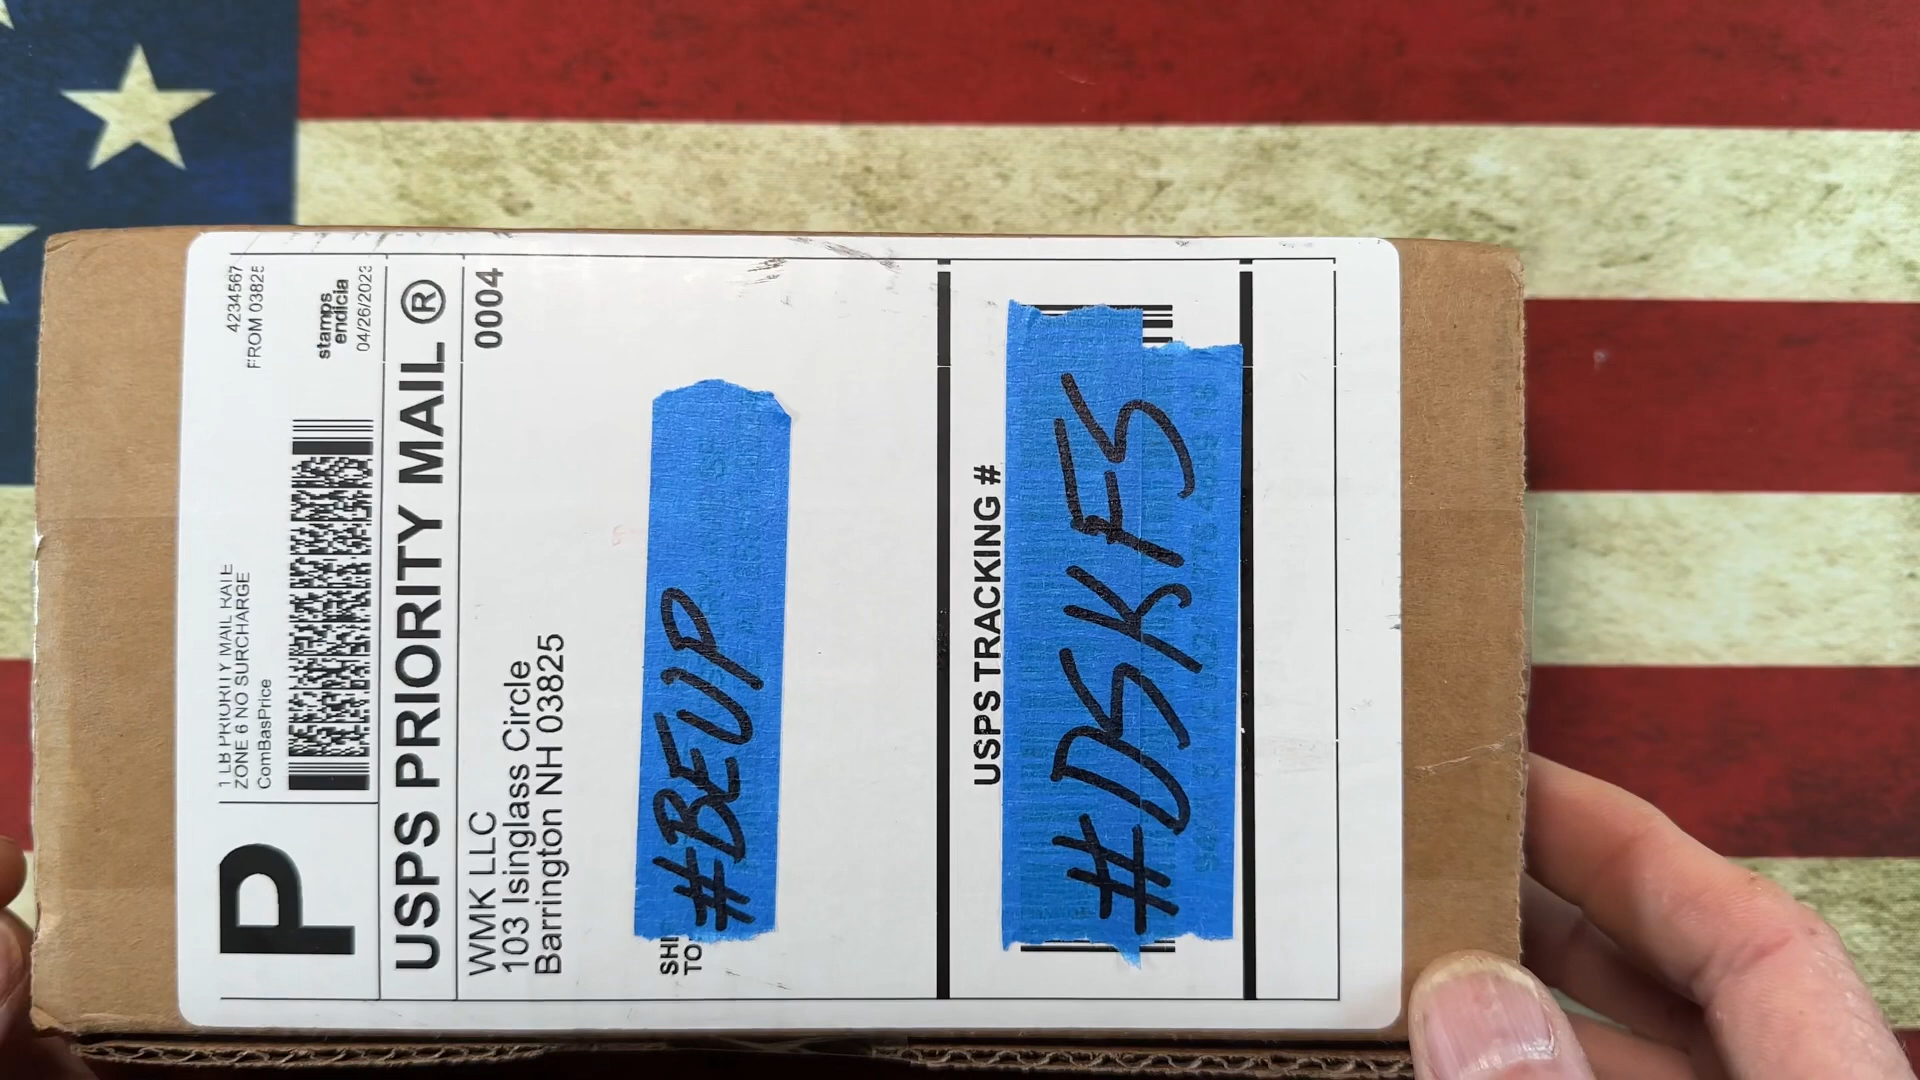 P
1 LB PRIORITY MAIL RATE
ZONE 6 NO SURCHARGE
ComBasPrice
4234567
FROM 03825
stamps
endicia
04/26/2023
USPS PRIORITY MAIL ®
WMK LLC
103 Isinglass Circle
Barrington NH 03825
0004
SHI
TO
#BEUP
USPS TRACKING #
#DSKFS